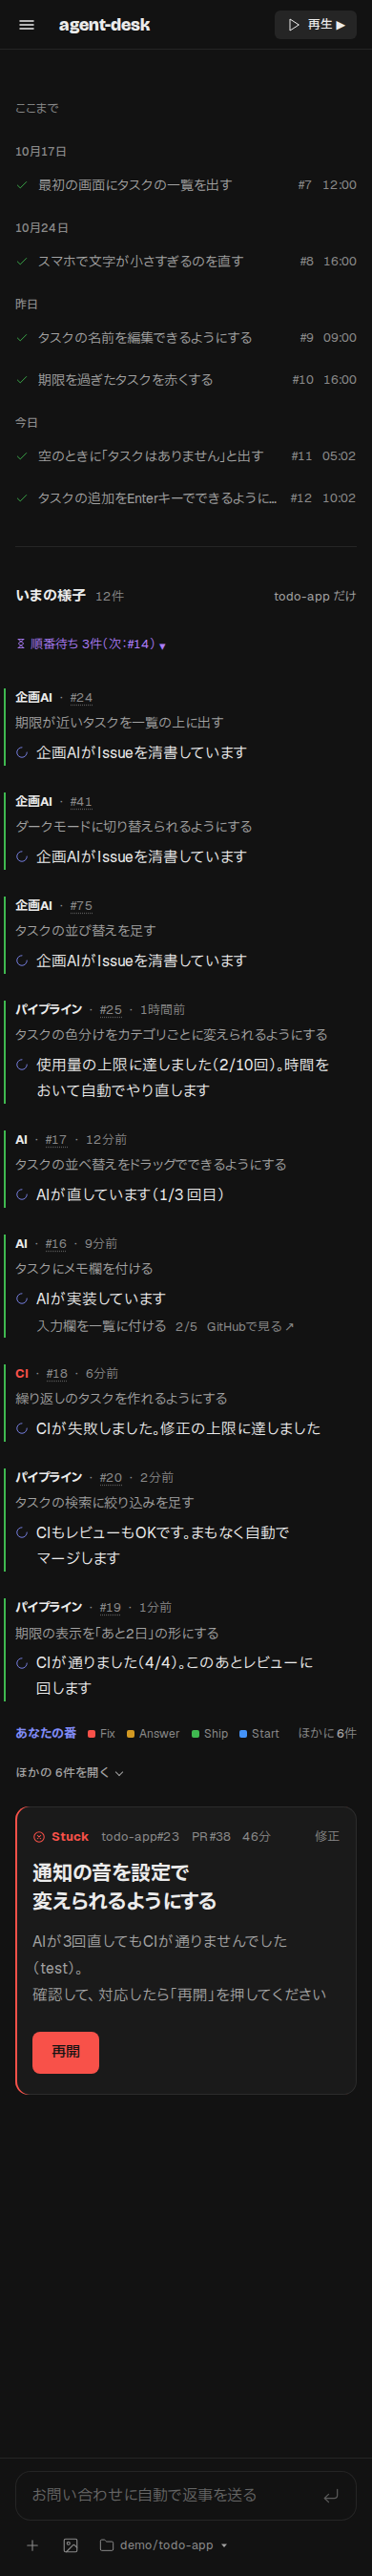 agent-desk
再生 ▶
ここまで
10月17日
最初の画面にタスクの一覧を出す #7 12:00
10月24日
スマホで文字が小さすぎるのを直す #8 16:00
昨日
タスクの名前を編集できるようにする #9 09:00
期限を過ぎたタスクを赤くする #10 16:00
今日
空のときに「タスクはありません」と出す #11 05:02
タスクの追加をEnterキーでできるように… #12 10:02
いまの様子 12件 todo-app だけ
順番待ち 3件(次:#14) ▼
企画AI · #24
期限が近いタスクを一覧の上に出す
企画AIがIssueを清書しています
企画AI · #41
ダークモードに切り替えられるようにする
企画AIがIssueを清書しています
企画AI · #75
タスクの並び替えを足す
企画AIがIssueを清書しています
パイプライン · #25 · 1時間前
タスクの色分けをカテゴリごとに変えられるようにする
使用量の上限に達しました(2/10回)。時間を
おいて自動でやり直します
AI · #17 · 12分前
タスクの並べ替えをドラッグでできるようにする
AIが直しています(1/3 回目)
AI · #16 · 9分前
タスクにメモ欄を付ける
AIが実装しています
入力欄を一覧に付ける 2/5 GitHubで見る ↗
CI · #18 · 6分前
繰り返しのタスクを作れるようにする
CIが失敗しました。修正の上限に達しました
パイプライン · #20 · 2分前
タスクの検索に絞り込みを足す
CIもレビューもOKです。まもなく自動で
マージします
パイプライン · #19 · 1分前
期限の表示を「あと2日」の形にする
CIが通りました(4/4)。このあとレビューに
回します
あなたの番 Fix Answer Ship Start ほかに 6件
ほかの 6件を開く
Stuck todo-app#23 PR #38 46分 修正
通知の音を設定で
変えられるようにする
AIが3回直してもCIが通りませんでした
(test)。
確認して、対応したら「再開」を押してください
再開
お問い合わせに自動で返事を送る
demo/todo-app